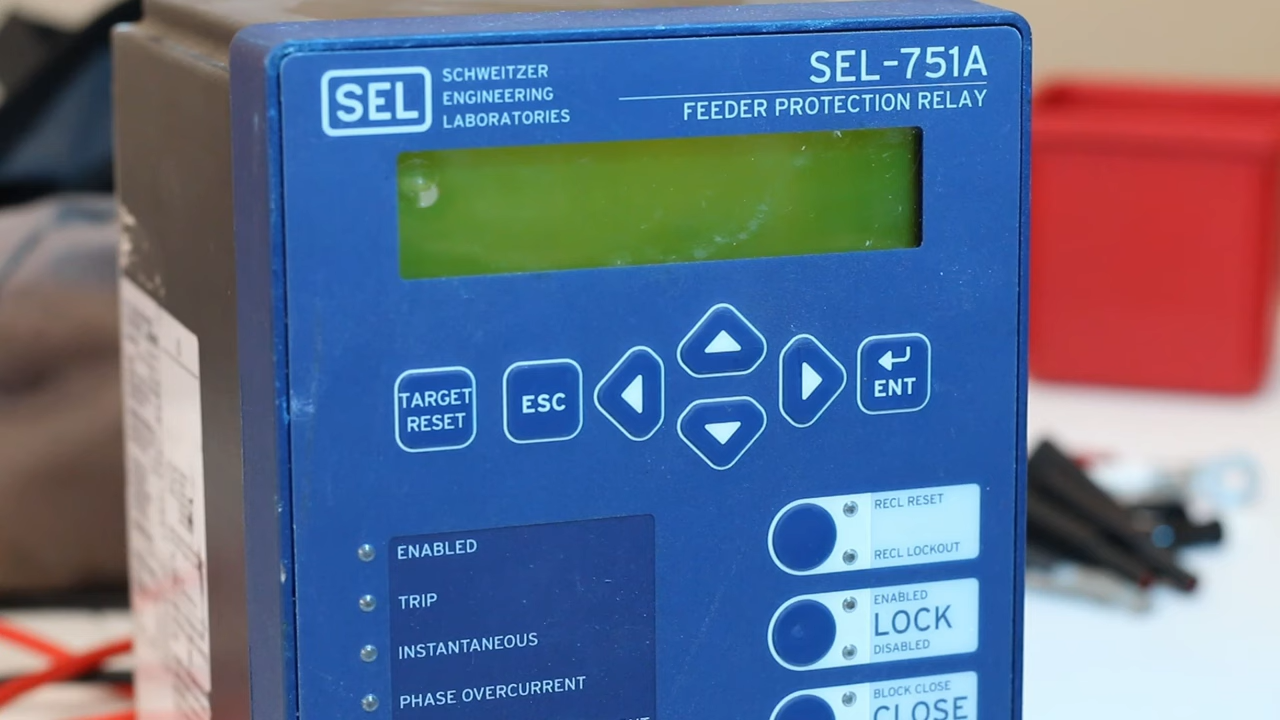 SEL
SCHWEITZER
ENGINEERING
LABORATORIES
SEL-751A
FEEDER PROTECTION RELAY
TARGET
RESET
ESC
ENT
ENABLED
TRIP
INSTANTANEOUS
PHASE OVERCURRENT
RECL RESET
RECL LOCKOUT
ENABLED
LOCK
DISABLED
BLOCK CLOSE
CLOSE